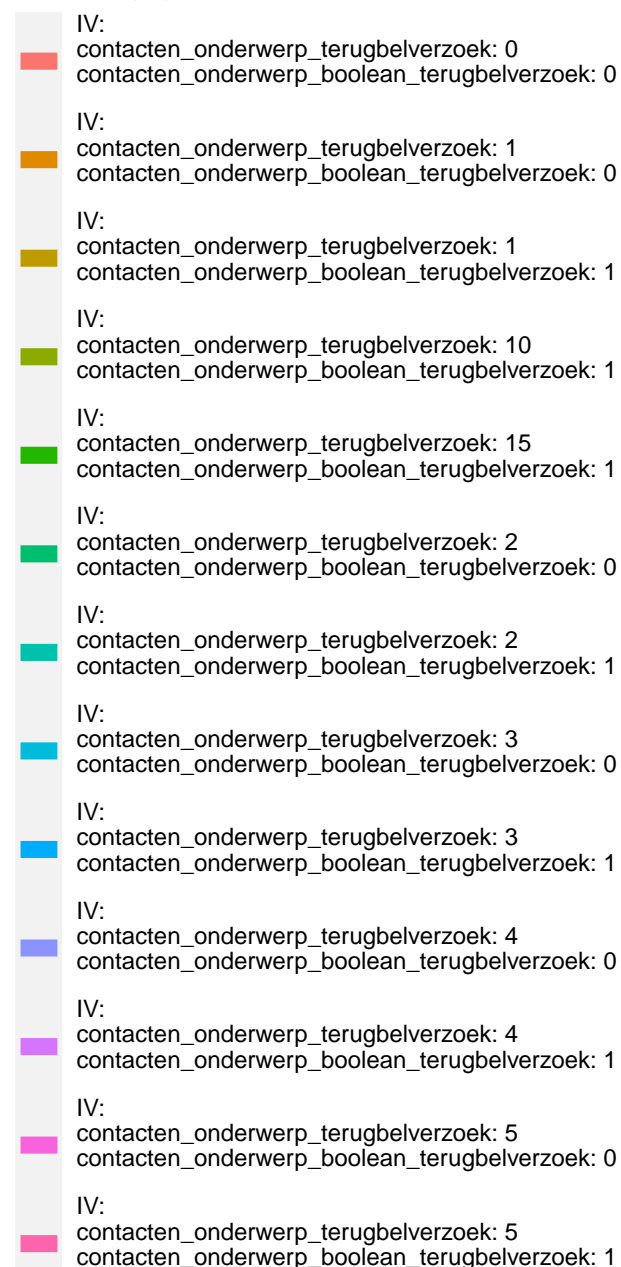 IV:
contacten_onderwerp_terugbelverzoek: 0
contacten_onderwerp_boolean_terugbelverzoek: 0
IV:
contacten_onderwerp_terugbelverzoek: 1
contacten_onderwerp_boolean_terugbelverzoek: 0
IV:
contacten_onderwerp_terugbelverzoek: 1
contacten_onderwerp_boolean_terugbelverzoek: 1
IV:
contacten_onderwerp_terugbelverzoek: 10
contacten_onderwerp_boolean_terugbelverzoek: 1
IV:
contacten_onderwerp_terugbelverzoek: 15
contacten_onderwerp_boolean_terugbelverzoek: 1
IV:
contacten_onderwerp_terugbelverzoek: 2
contacten_onderwerp_boolean_terugbelverzoek: 0
IV:
contacten_onderwerp_terugbelverzoek: 2
contacten_onderwerp_boolean_terugbelverzoek: 1
IV:
contacten_onderwerp_terugbelverzoek: 3
contacten_onderwerp_boolean_terugbelverzoek: 0
IV:
contacten_onderwerp_terugbelverzoek: 3
contacten_onderwerp_boolean_terugbelverzoek: 1
IV:
contacten_onderwerp_terugbelverzoek: 4
contacten_onderwerp_boolean_terugbelverzoek: 0
IV:
contacten_onderwerp_terugbelverzoek: 4
contacten_onderwerp_boolean_terugbelverzoek: 1
IV:
contacten_onderwerp_terugbelverzoek: 5
contacten_onderwerp_boolean_terugbelverzoek: 0
IV:
contacten_onderwerp_terugbelverzoek: 5
contacten_onderwerp_boolean_terugbelverzoek: 1